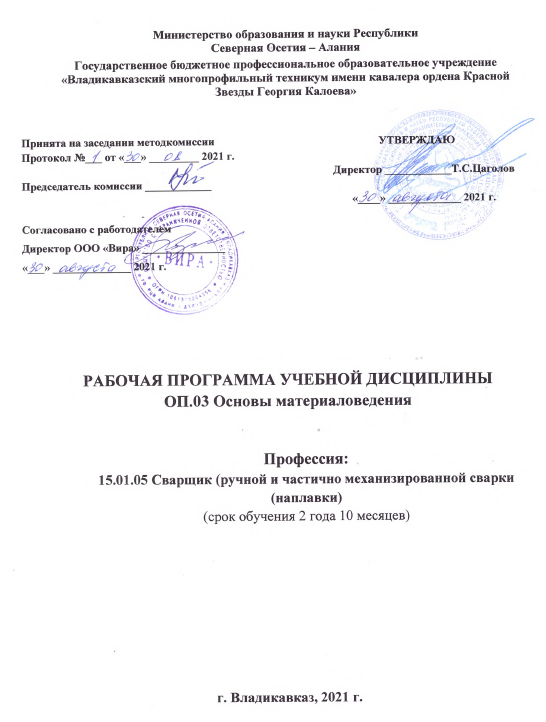 Министерство образования и науки Республики
Северная Осетия – Алания
Государственное бюджетное профессиональное образовательное учреждение
«Владикавказский многопрофильный техникум имени кавалера ордена Красной
Звезды Георгия Калоева»
Принята на заседании методкомиссии
Протокол № 1 от «30» 08 2021 г.
Председатель комиссии
УТВЕРЖДАЮ
Директор Т.С.Цаголов
«30» августа 2021 г.
Согласовано с работодателем
Директор ООО «Вира»
«30» августа 2021 г.
ВИРА
РАБОЧАЯ ПРОГРАММА УЧЕБНОЙ ДИСЦИПЛИНЫ
ОП.03 Основы материаловедения
Профессия:
15.01.05 Сварщик (ручной и частично механизированной сварки
(наплавки)
(срок обучения 2 года 10 месяцев)
г. Владикавказ, 2021 г.